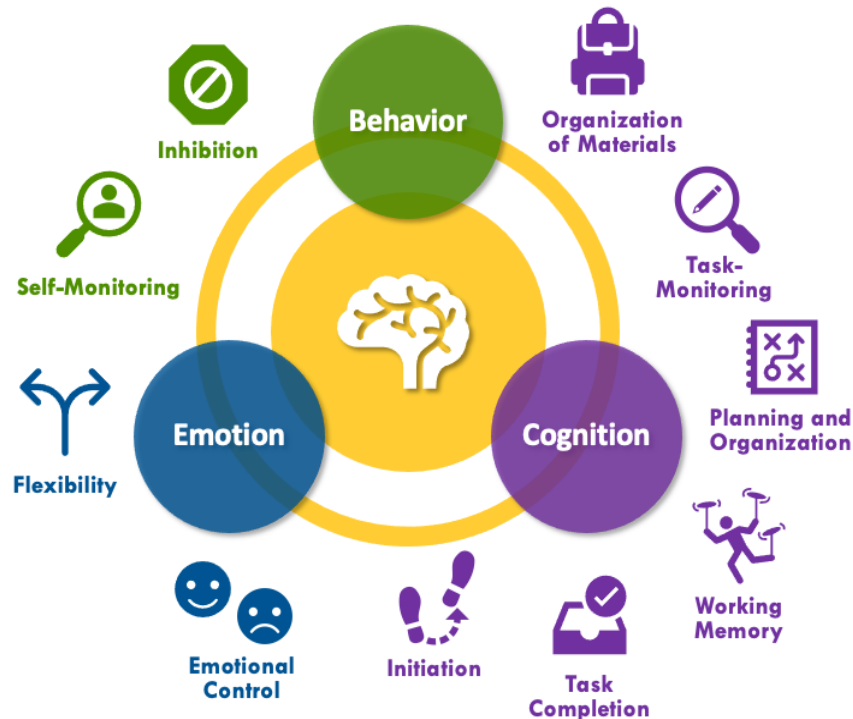 Behavior
Organization
of Materials
Inhibition
Task-
Monitoring
Self-Monitoring
Planning and
Organization
Emotion
Cognition
Flexibility
Working
Memory
Emotional
Control
Initiation
Task
Completion